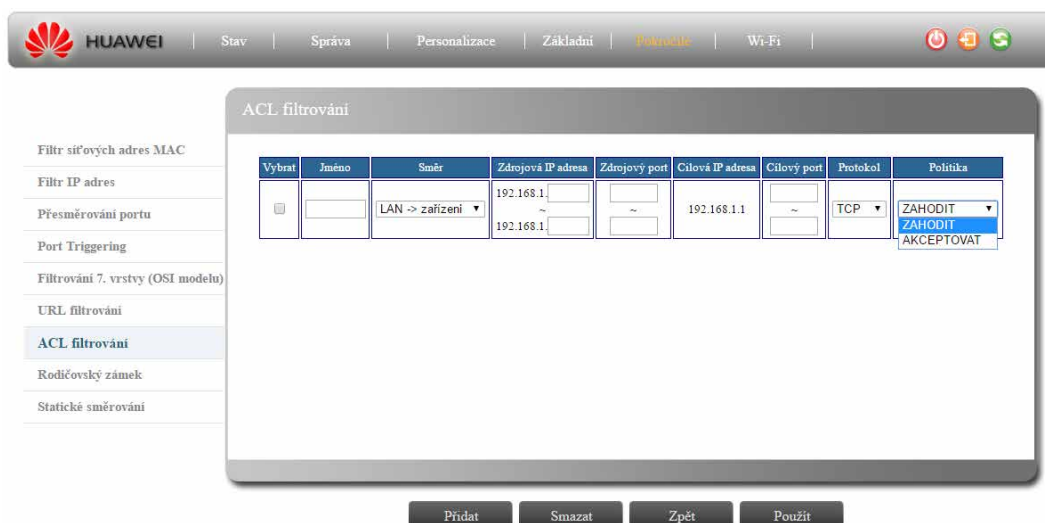 HUAWEI | Stav | Správa | Personalizace | Základní | Pokročilé | Wi-Fi |
ACL filtrování
Filtr síťových adres MAC
Filtr IP adres
Přesměrování portu
Port Triggering
Filtrování 7. vrstvy (OSI modelu)
URL filtrování
ACL filtrování
Rodičovský zámek
Statické směrování
Vybrat Jméno Směr Zdrojová IP adresa Zdrojový port Cílová IP adresa Cílový port Protokol Politika
192.168.1.
LAN -> zařízeni ~ ~ 192.168.1.1 ~ TCP ZAHODIT
192.168.1.
ZAHODIT
AKCEPTOVAT
Přidat Smazat Zpět Použít